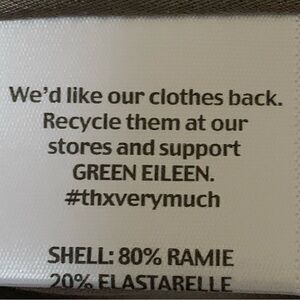 We'd like our clothes back.
Recycle them at our
stores and support
GREEN EILEEN.
#thxverymuch
SHELL: 80% RAMIE
20% ELASTARELLE